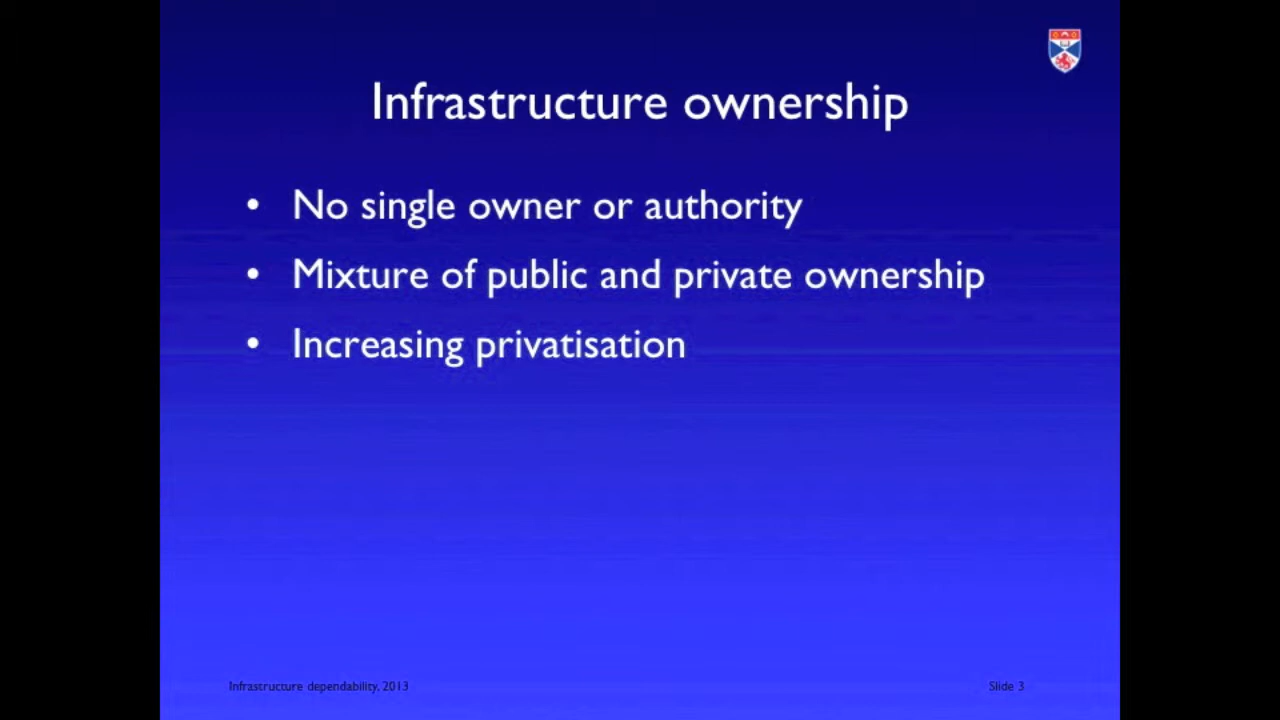 Infrastructure ownership
• No single owner or authority
• Mixture of public and private ownership
• Increasing privatisation
Infrastructure dependability, 2013
Slide 3